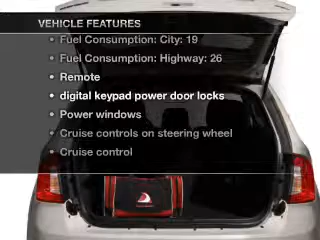 VEHICLE FEATURES
• Fuel Consumption: City: 19
• Fuel Consumption: Highway: 26
• Remote
• digital keypad power door locks
• Power windows
• Cruise controls on steering wheel
• Cruise control